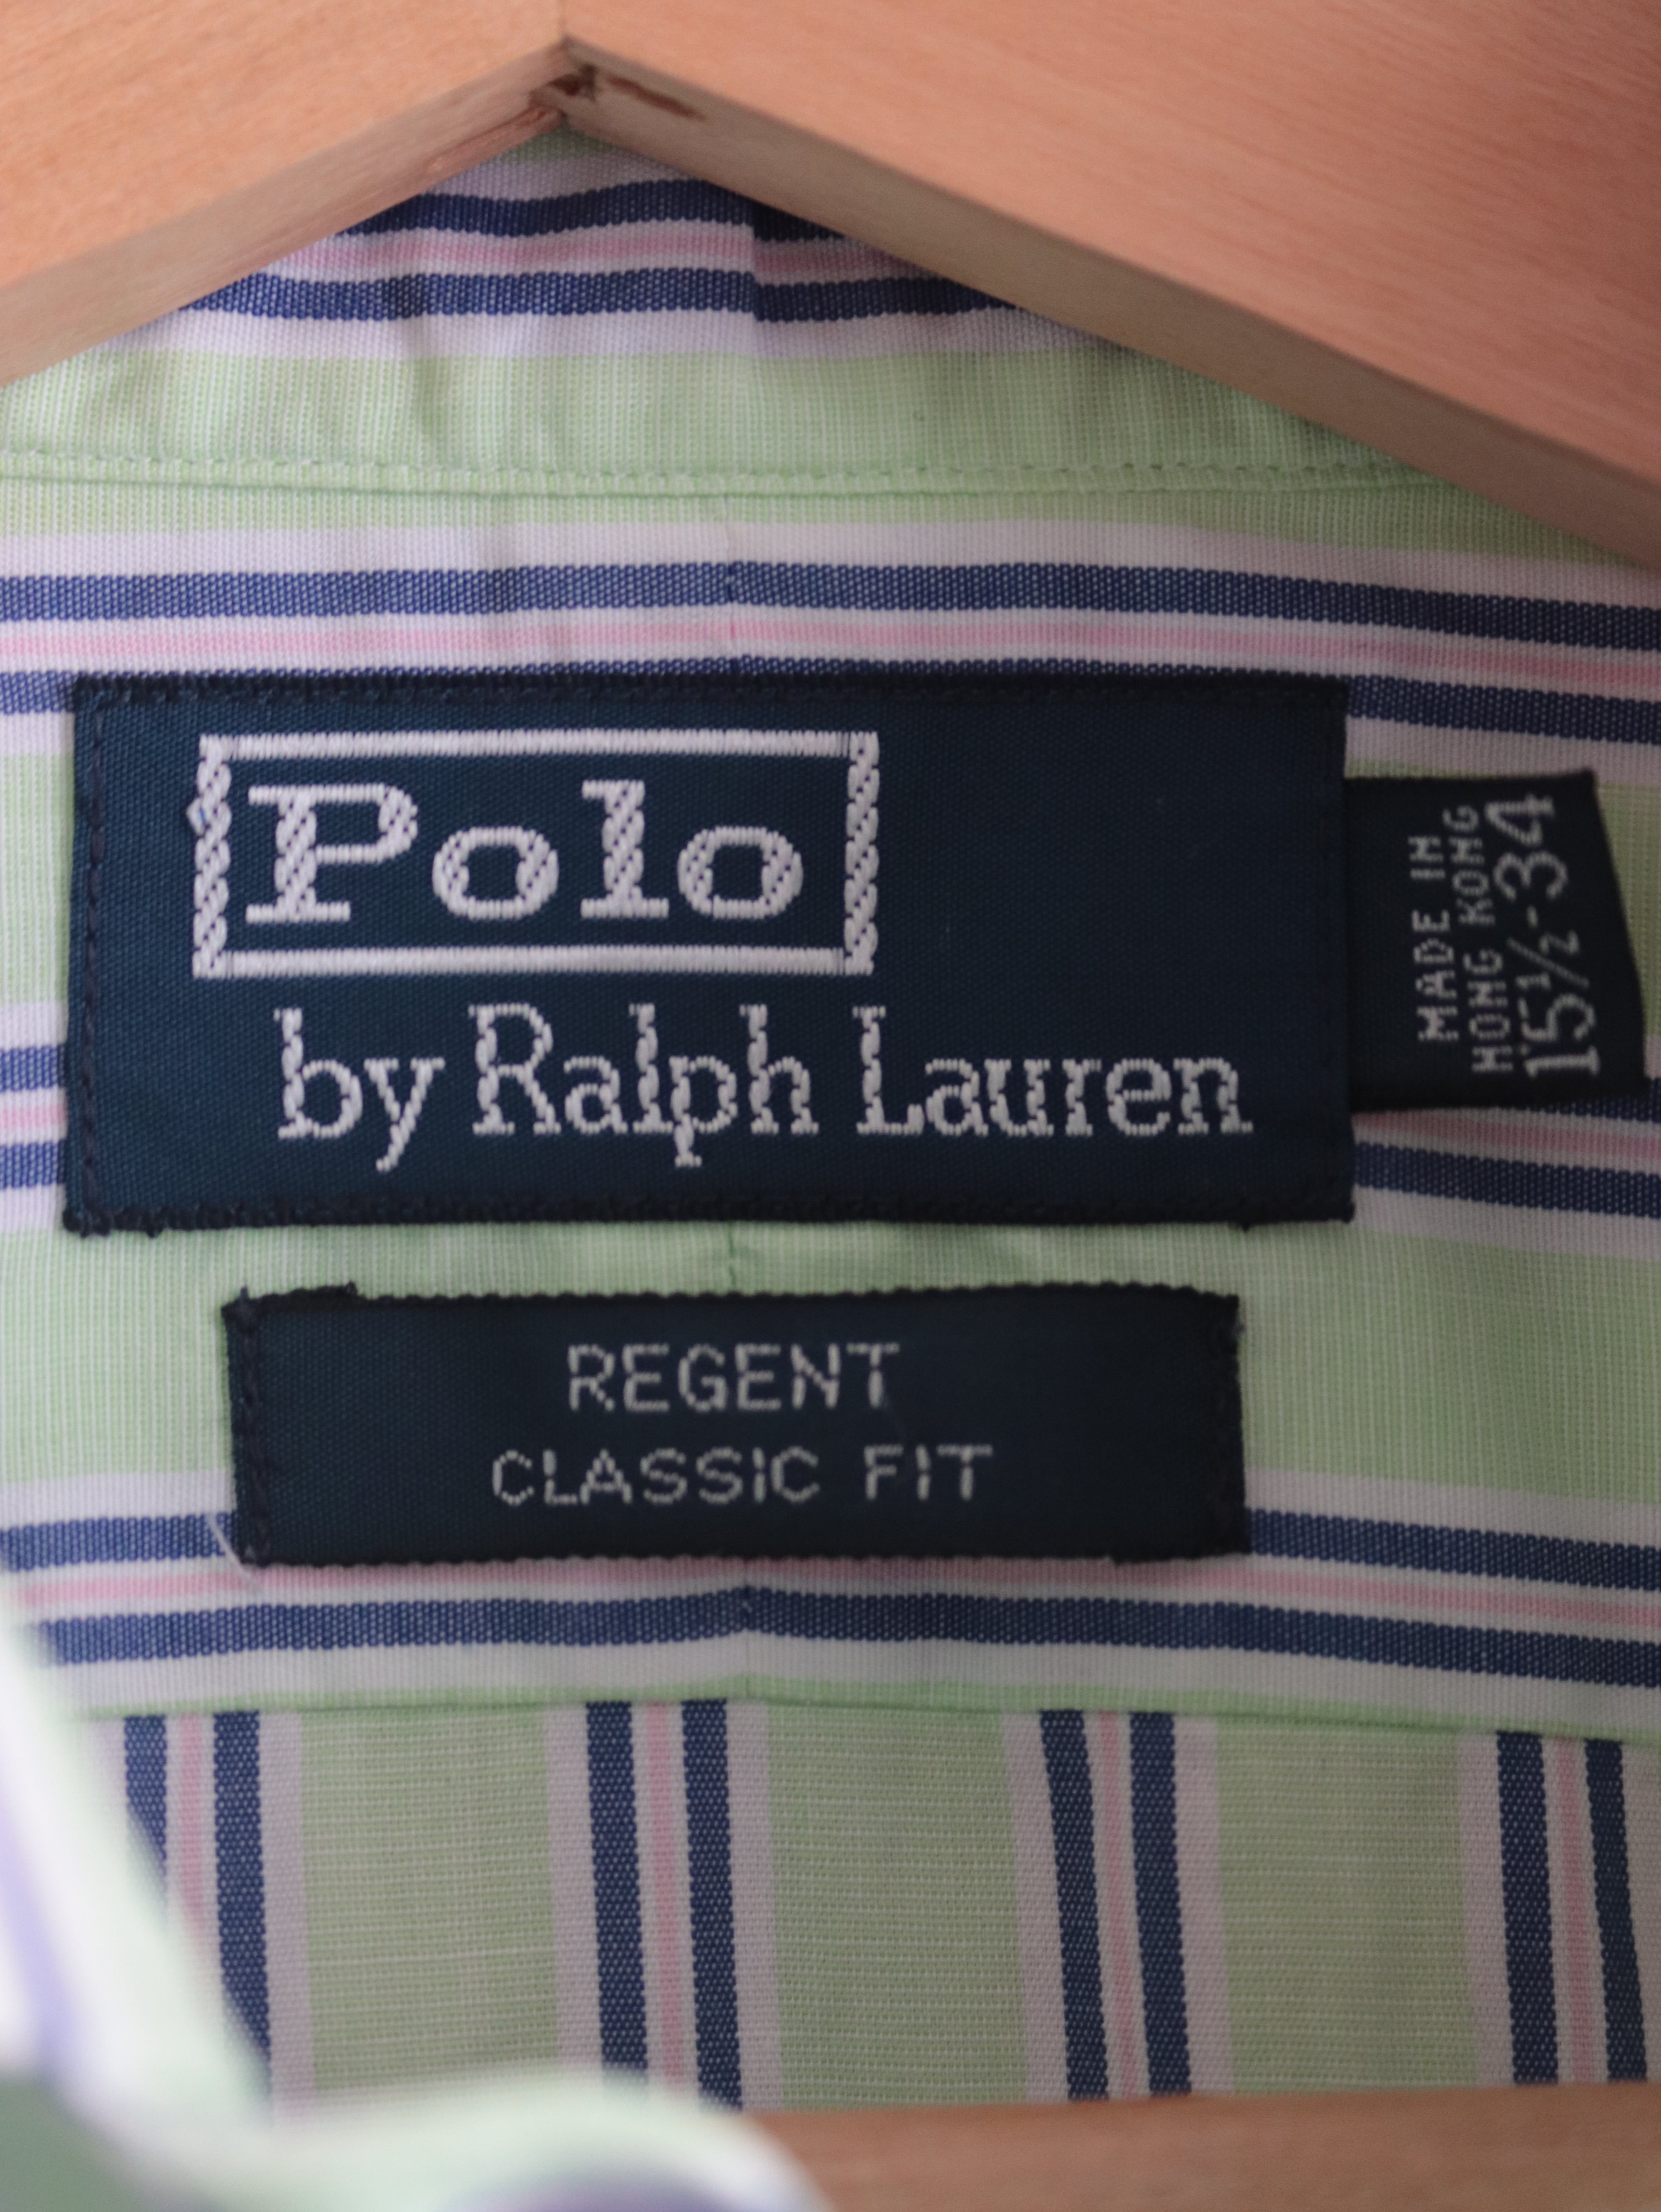 Polo
by Ralph Lauren
MADE IN
HONG KONG
15½-34
REGENT
CLASSIC FIT